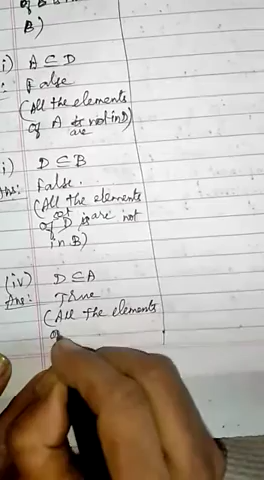 B)
i) A ⊆ D
False
(All the elements
of A are not in D)
i) D ⊆ B
Ans: False.
(All the elements
of D are not
in B)
(iv) D ⊆ A
Ans: True
(All the elements
of